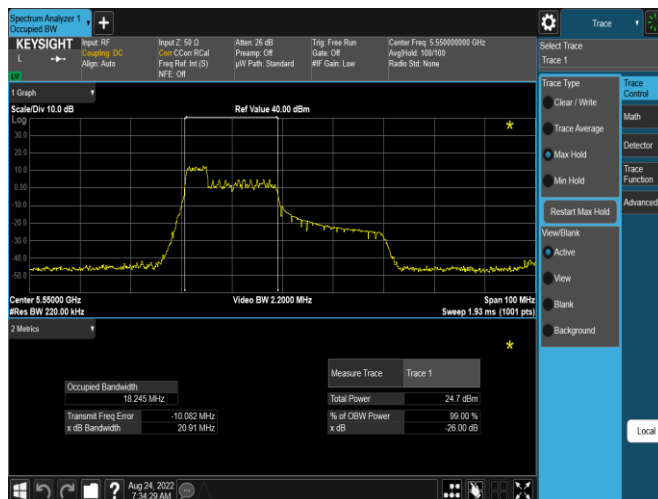 Spectrum Analyzer 1
Occupied BW
Trace
KEYSIGHT
L
LV
Input: RF
Coupling: DC
Align: Auto
Input Z: 50 Ω
Corr CCorr RCal
Freq Ref: Int (S)
NFE: Off
Atten: 26 dB
Preamp: Off
µW Path: Standard
Trig: Free Run
Gate: Off
#IF Gain: Low
Center Freq: 5.550000000 GHz
Avg|Hold: 100/100
Radio Std: None
Select Trace
Trace 1
1 Graph
Scale/Div 10.0 dB
Ref Value 40.00 dBm
Log
30.0
20.0
10.0
0.00
-10.0
-20.0
-30.0
-40.0
-50.0
Center 5.55000 GHz
#Res BW 220.00 kHz
Video BW 2.2000 MHz
Span 100 MHz
Sweep 1.93 ms (1001 pts)
Trace Type
Clear / Write
Trace Average
Max Hold
Min Hold
Restart Max Hold
View/Blank
Active
View
Blank
Background
Trace
Control
Math
Detector
Trace
Function
Advanced
2 Metrics
Measure Trace Trace 1
Occupied Bandwidth
18.245 MHz
Total Power 24.7 dBm
Transmit Freq Error -10.082 MHz
% of OBW Power 99.00 %
x dB Bandwidth 20.91 MHz
x dB -26.00 dB
Local
?
Aug 24, 2022
7:34:29 AM